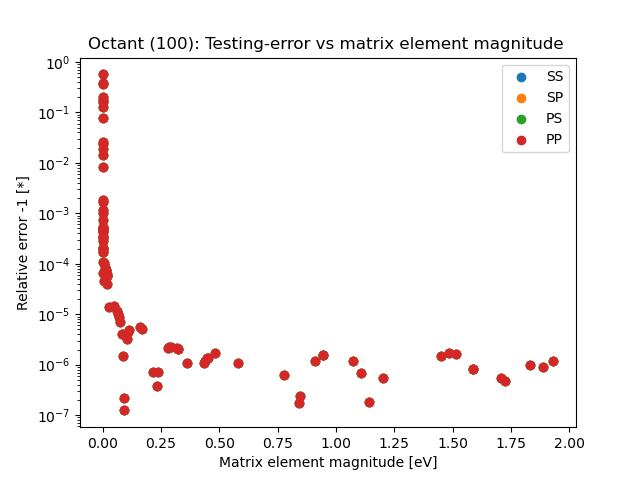 Octant (100): Testing-error vs matrix element magnitude
10⁰
10⁻¹
10⁻²
10⁻³
10⁻⁴
10⁻⁵
10⁻⁶
10⁻⁷
Relative error -1 [*]
SS
SP
PS
PP
0.00 0.25 0.50 0.75 1.00 1.25 1.50 1.75 2.00
Matrix element magnitude [eV]